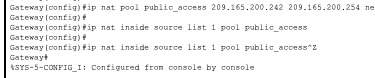 Gateway(config)#ip nat pool public_access 209.165.200.242 209.165.200.254 ne
Gateway(config)#
Gateway(config)#ip nat inside source list 1 pool public_access
Gateway(config)#
Gateway(config)#ip nat inside source list 1 pool public_access^Z
Gateway#
%SYS-5-CONFIG_I: Configured from console by console